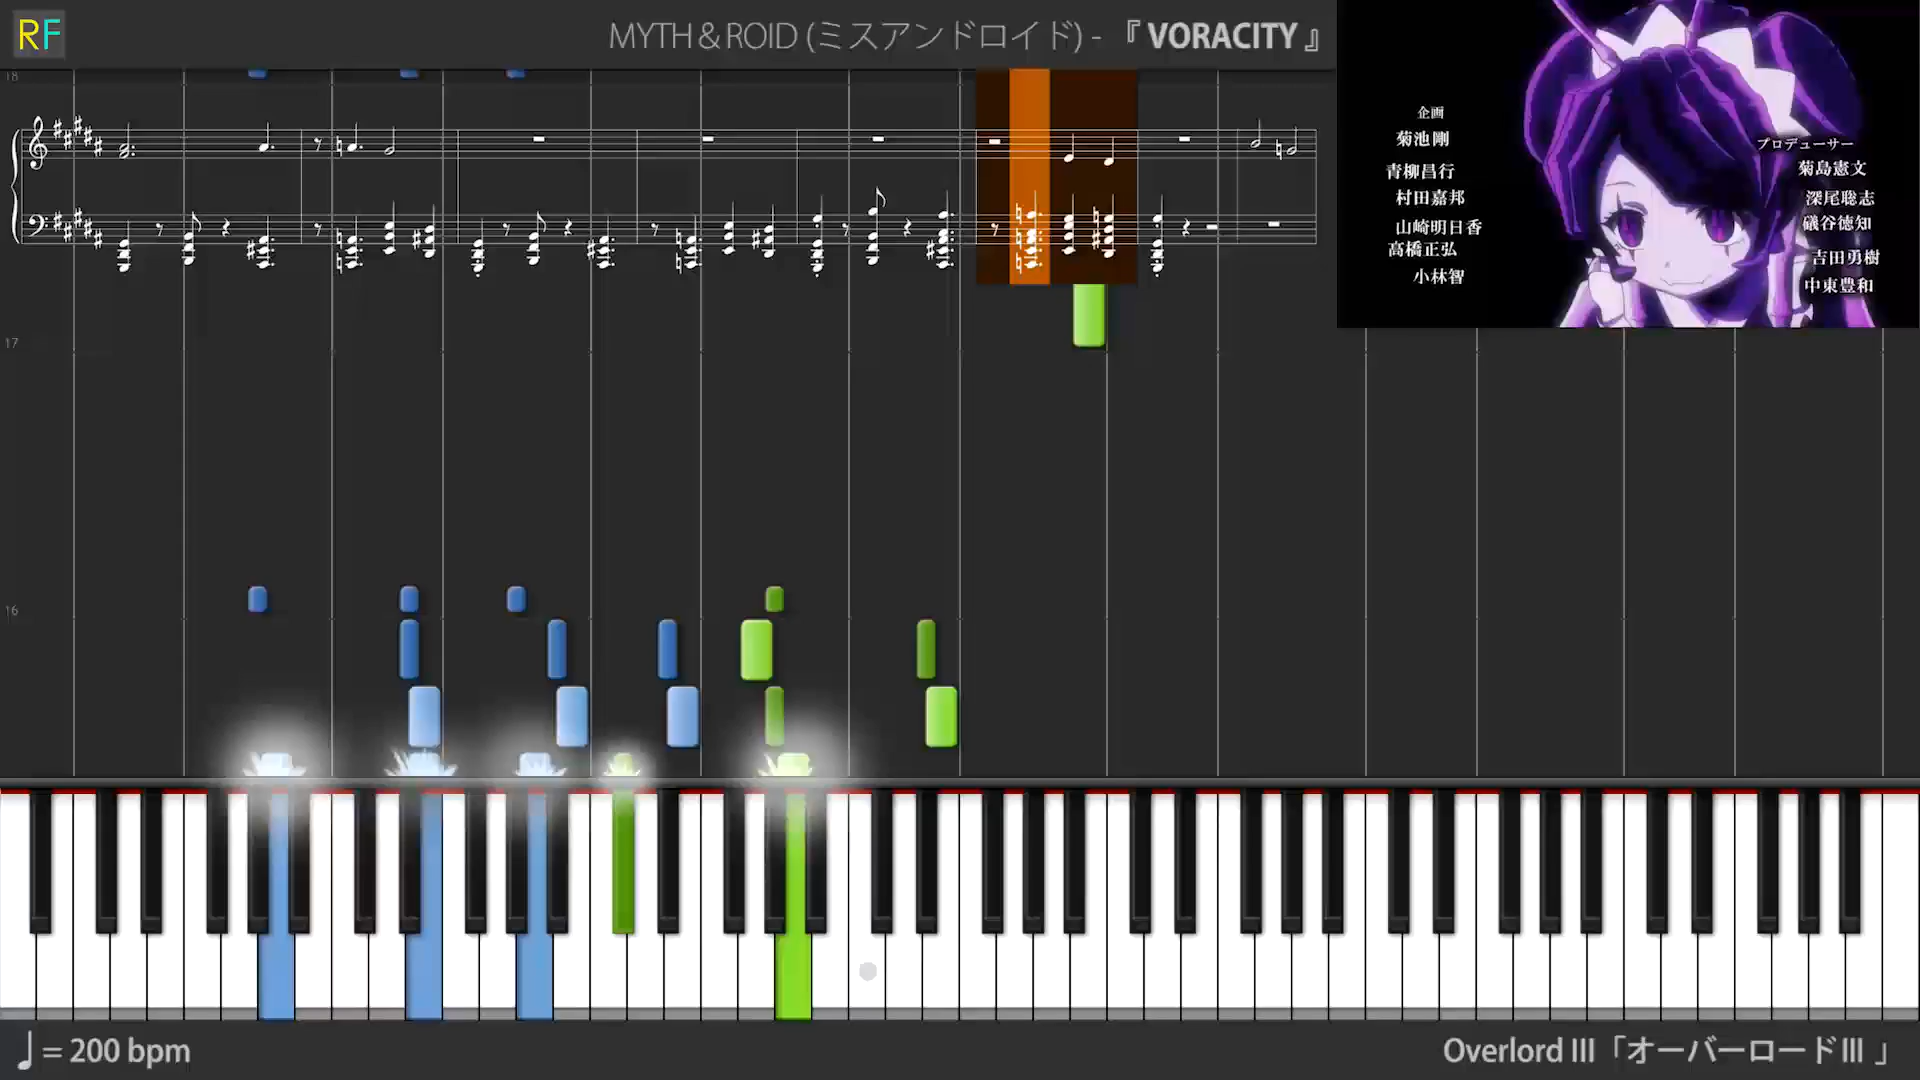 RF
MYTH＆ROID (ミスアンドロイド) - 『 VORACITY 』
18
17
16
企画
菊池剛
青柳昌行
村田嘉邦
山崎明日香
高橋正弘
小林智
プロデューサー
菊島憲文
深尾聡志
礒谷徳知
吉田勇樹
中東豊和
♩ = 200 bpm
Overlord III「オーバーロードIII 」